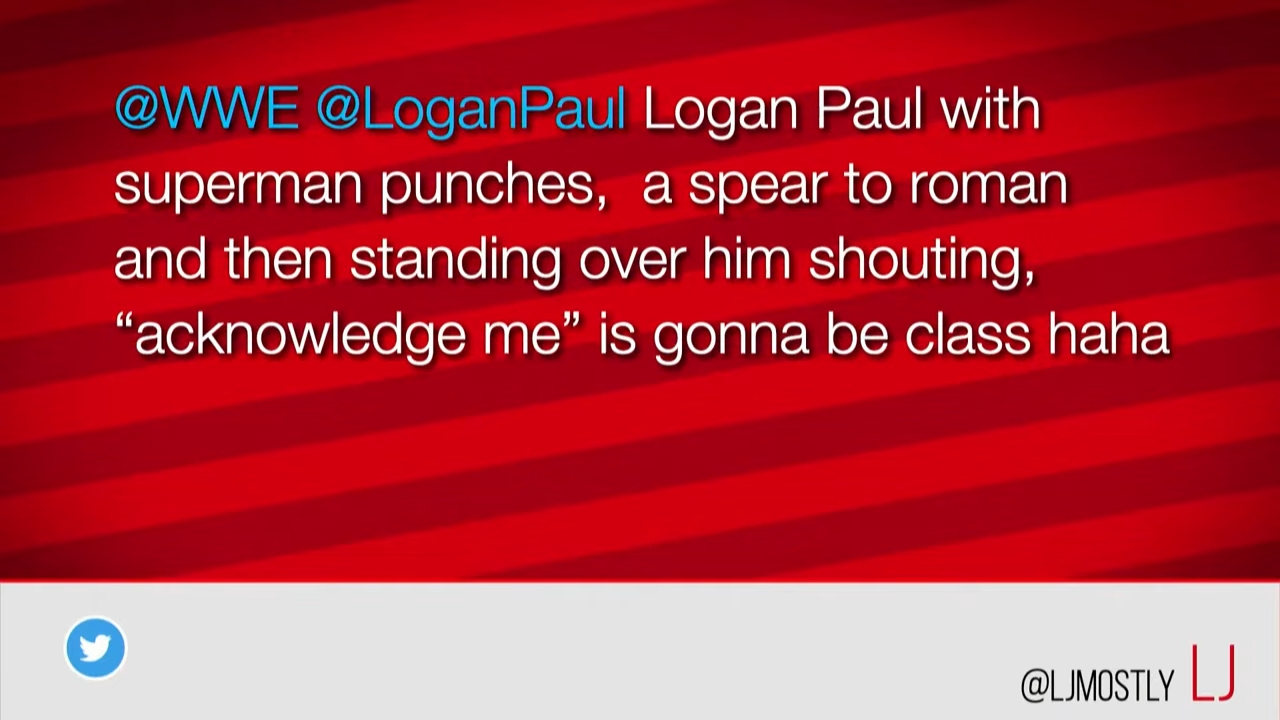 @WWE @LoganPaul Logan Paul with
superman punches,  a spear to roman
and then standing over him shouting,
“acknowledge me” is gonna be class haha
@LJMOSTLY LJ